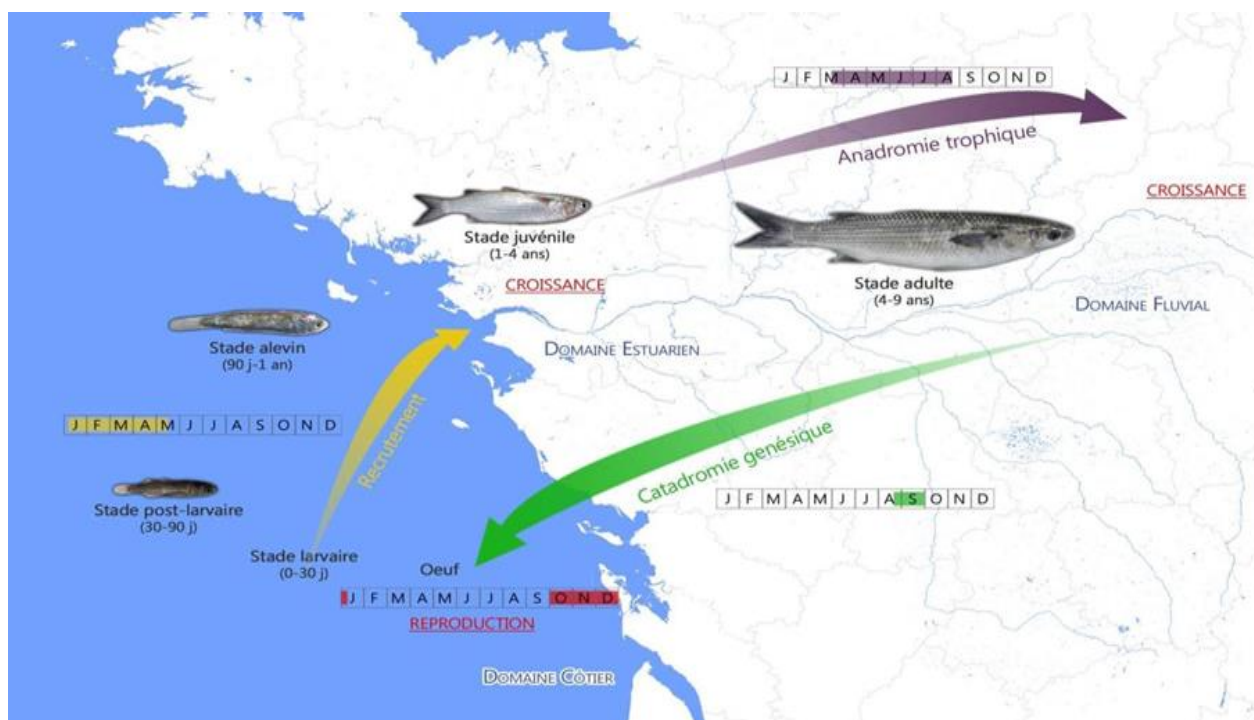 J F M A M J J A S O N D
Anadromie trophique
CROISSANCE
Stade juvénile
(1-4 ans)
CROISSANCE
Stade adulte
(4-9 ans)
DOMAINE FLUVIAL
Stade alevin
(90 j-1 an)
DOMAINE ESTUARIEN
J F M A M J J A S O N D
Recrutement
Catadromie genésique
J F M A M J J A S O N D
Stade post-larvaire
(30-90 j)
Stade larvaire
(0-30 j)
Oeuf
J F M A M J J A S O N D
REPRODUCTION
DOMAINE CÔTIER